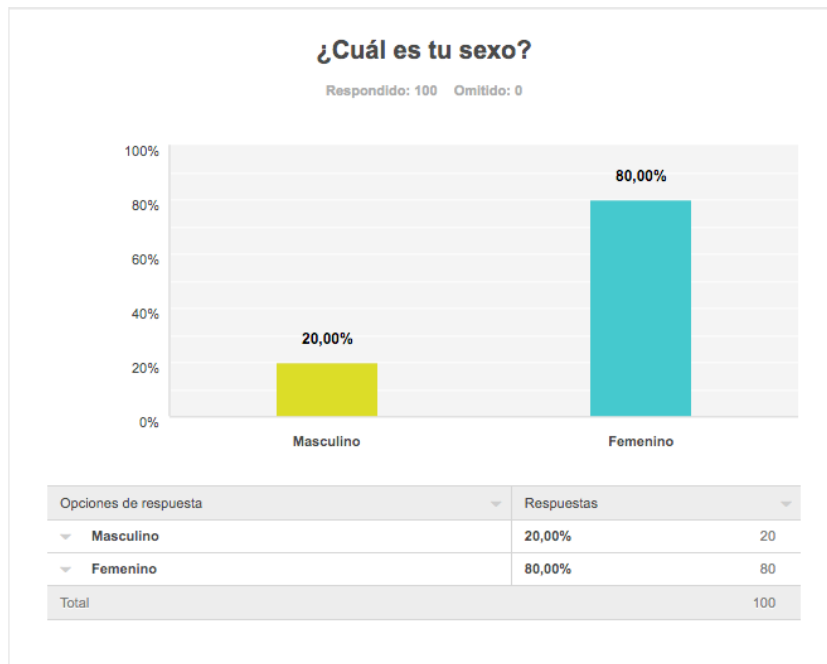 ¿Cuál es tu sexo?
Respondido: 100 Omitido: 0
100%
80%
60%
40%
20%
0%
20,00%
80,00%
Masculino Femenino
Opciones de respuesta Respuestas
Masculino 20,00% 20
Femenino 80,00% 80
Total 100